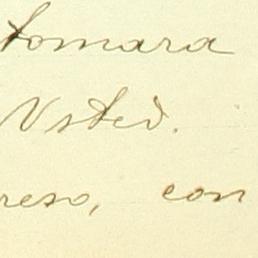 tomara
Usted.
reso, con